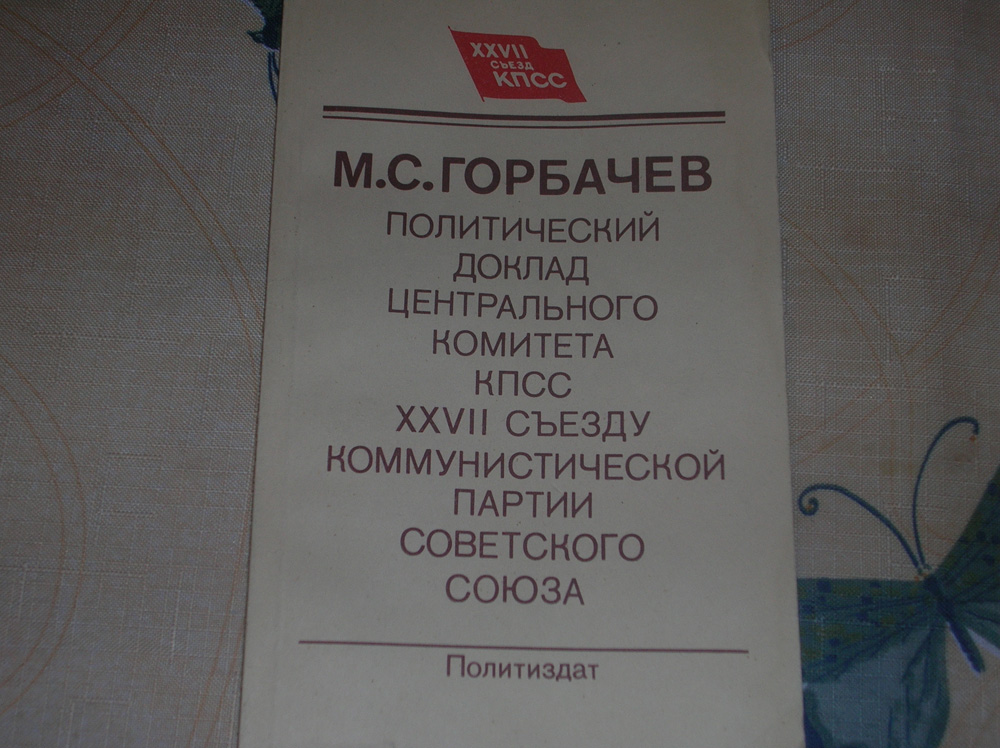 XXVII
СЪЕЗД
КПСС
М.С.ГОРБАЧЕВ
ПОЛИТИЧЕСКИЙ
ДОКЛАД
ЦЕНТРАЛЬНОГО
КОМИТЕТА
КПСС
XXVII СЪЕЗДУ
КОММУНИСТИЧЕСКОЙ
ПАРТИИ
СОВЕТСКОГО
СОЮЗА
Политиздат